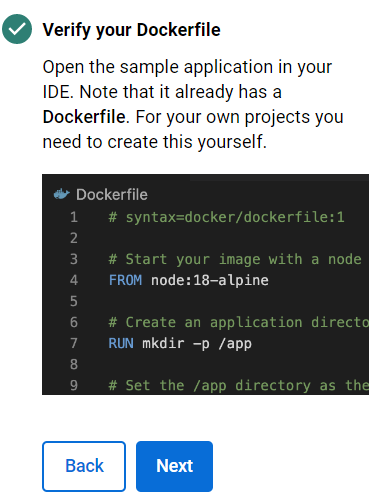 Verify your Dockerfile
Open the sample application in your
IDE. Note that it already has a
Dockerfile. For your own projects you
need to create this yourself.
Dockerfile
1 # syntax=docker/dockerfile:1
2
3 # Start your image with a node
4 FROM node:18-alpine
5
6 # Create an application directo
7 RUN mkdir -p /app
8
9 # Set the /app directory as the
Back Next